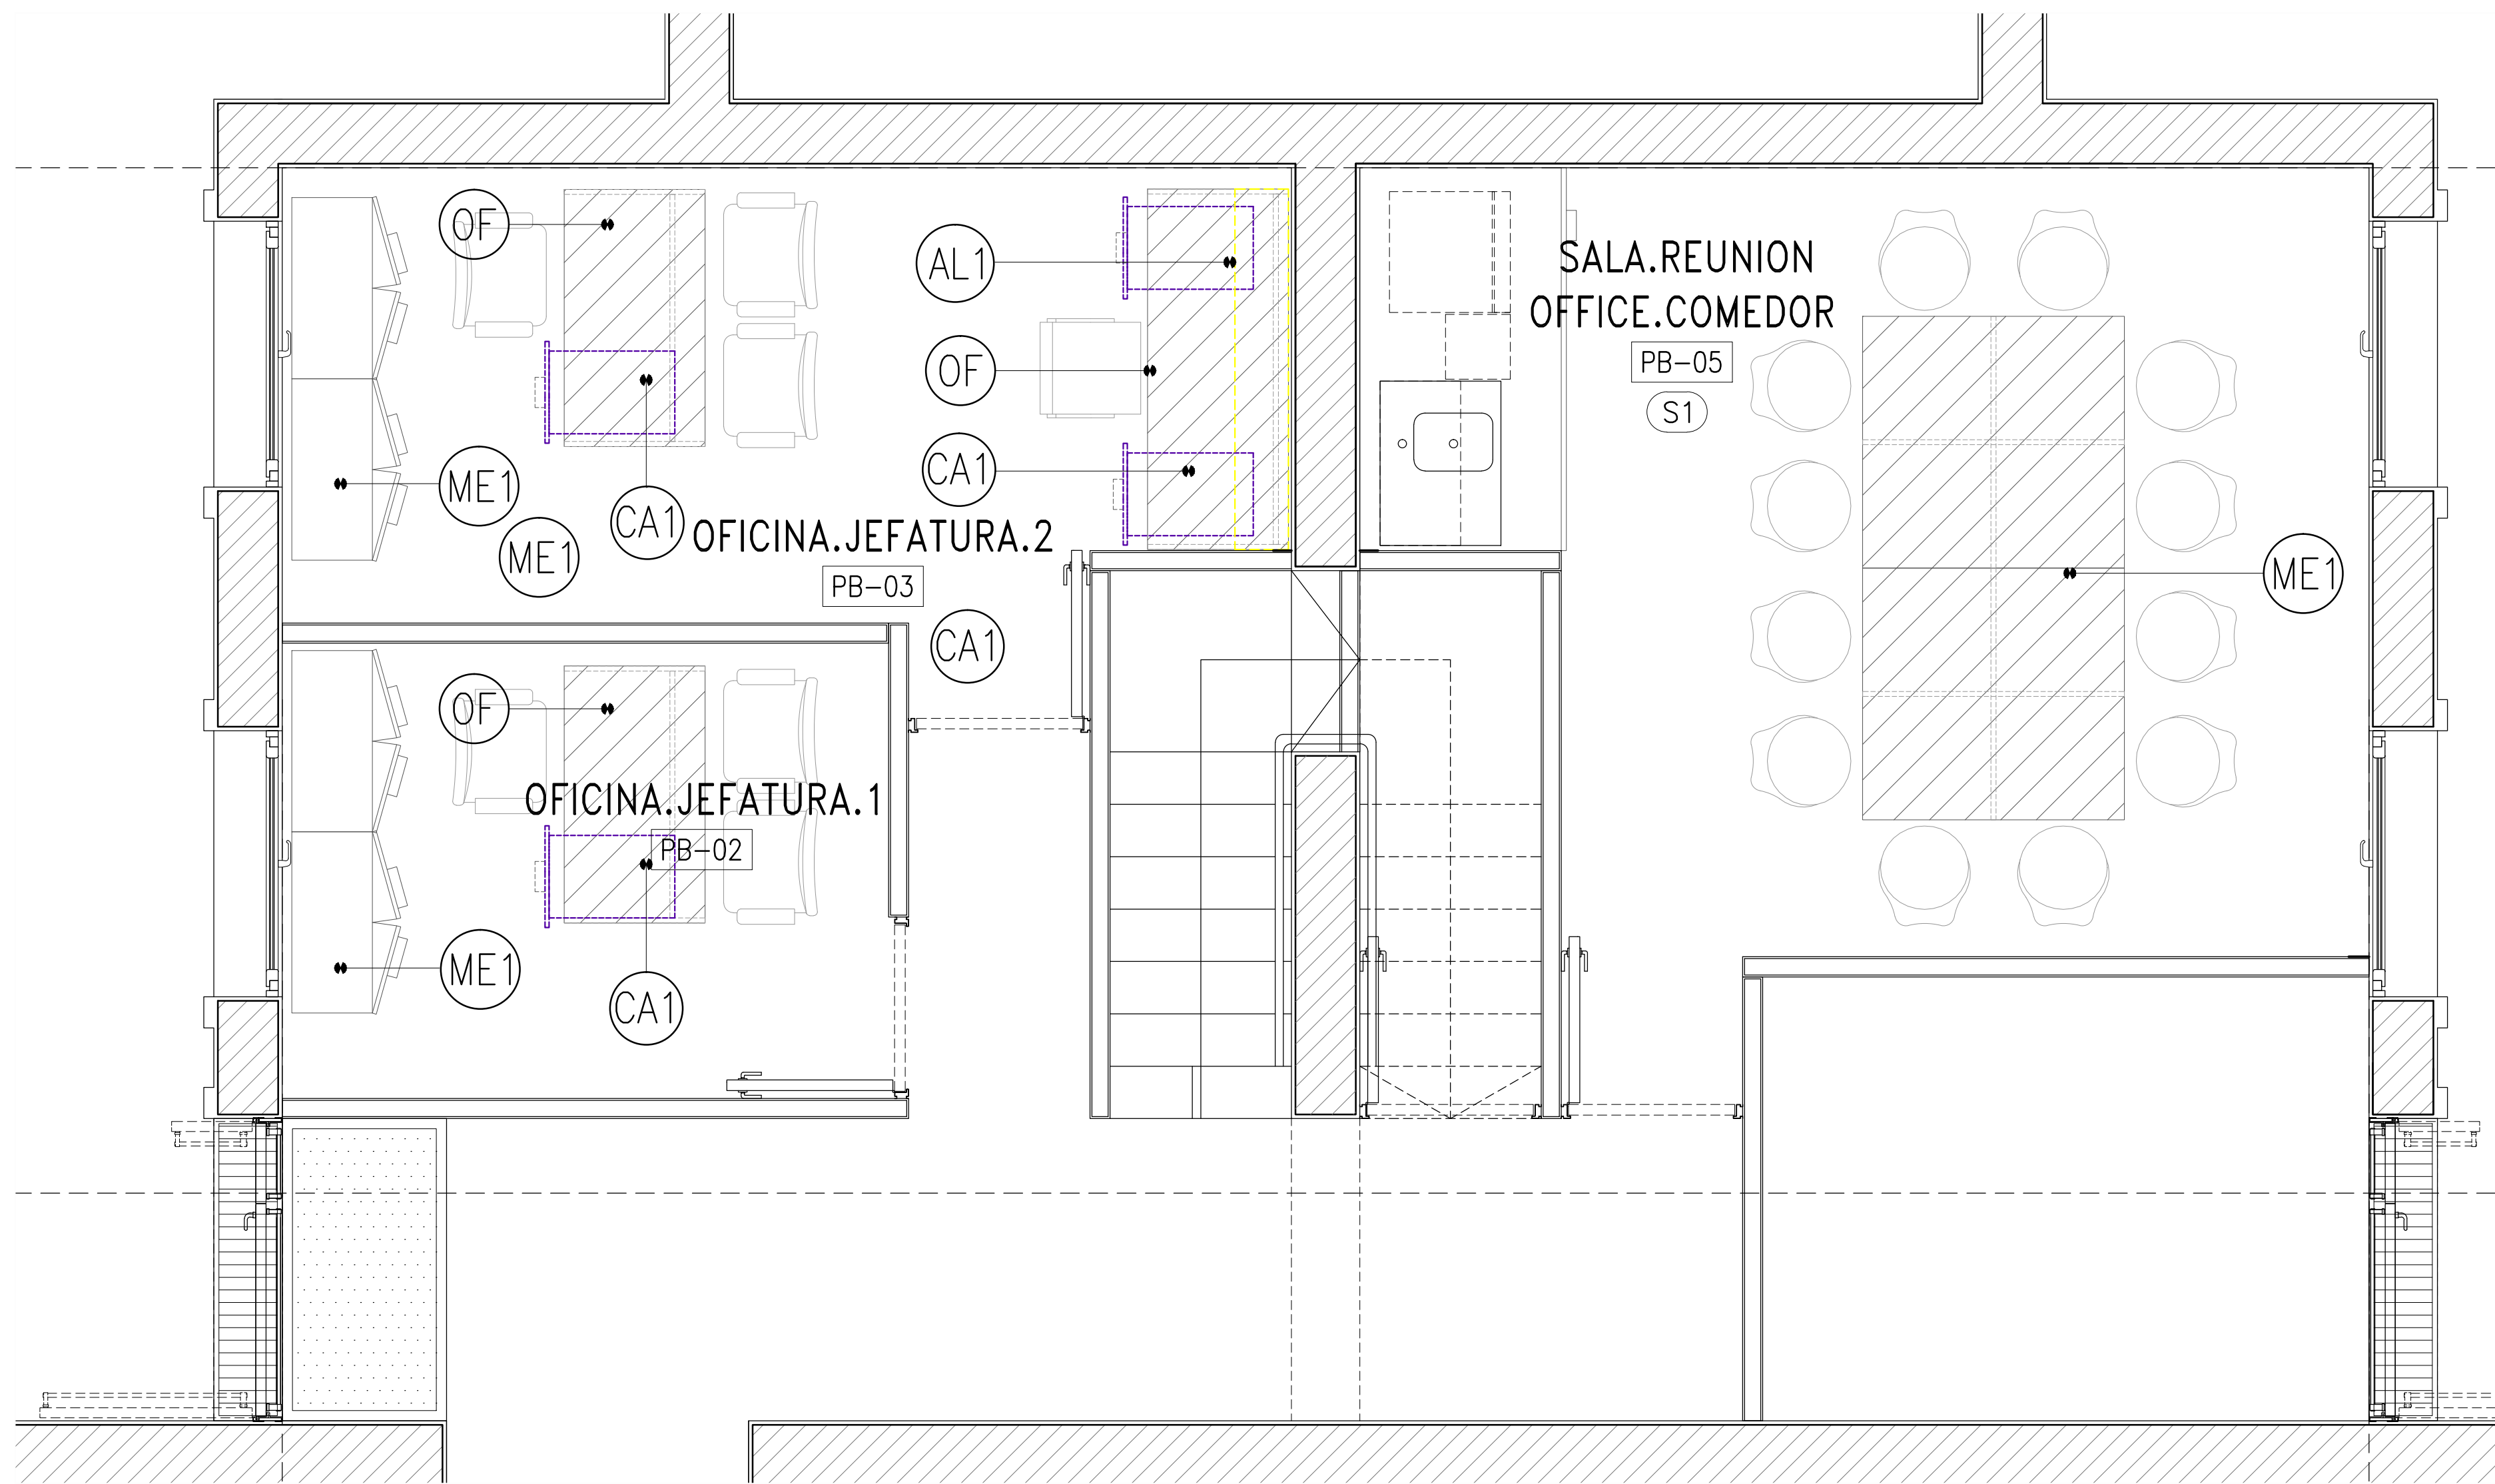 OF
AL1
SALA.REUNION
OFFICE.COMEDOR
PB-05
S1
OF
CA1
ME1
CA1
OFICINA.JEFATURA.2
ME1
PB-03
CA1
ME1
OF
OFICINA.JEFATURA.1
PB-02
ME1
CA1